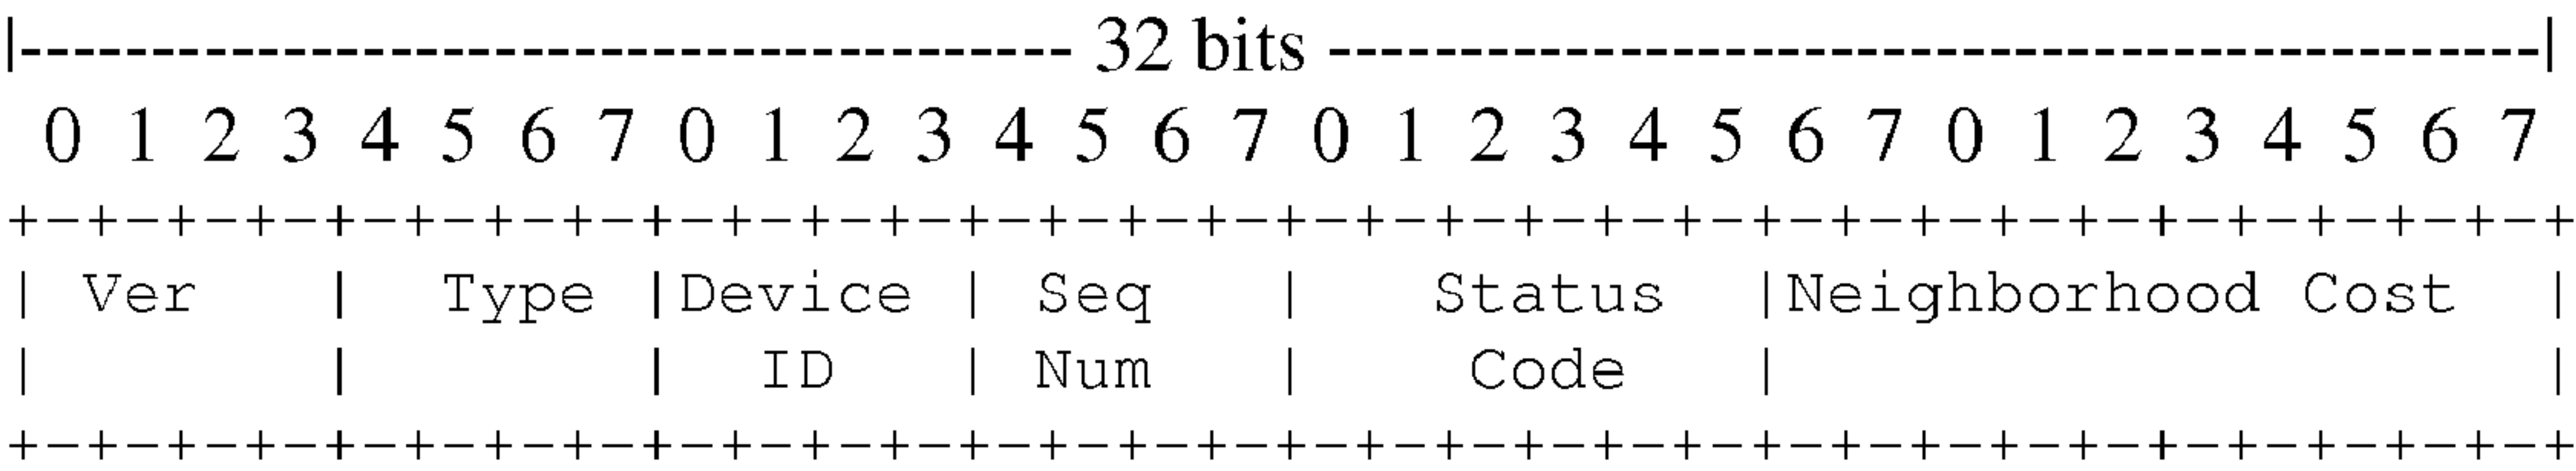 |---------------------------------------- 32 bits ----------------------------------------------|
0 1 2 3 4 5 6 7 0 1 2 3 4 5 6 7 0 1 2 3 4 5 6 7 0 1 2 3 4 5 6 7
+-+-+-+-+-+-+-+-+-+-+-+-+-+-+-+-+-+-+-+-+-+-+-+-+-+-+-+-+-+-+-+-+
| Ver | Type |Device | Seq | Status |Neighborhood Cost |
| | | ID | Num | Code | |
+-+-+-+-+-+-+-+-+-+-+-+-+-+-+-+-+-+-+-+-+-+-+-+-+-+-+-+-+-+-+-+-+